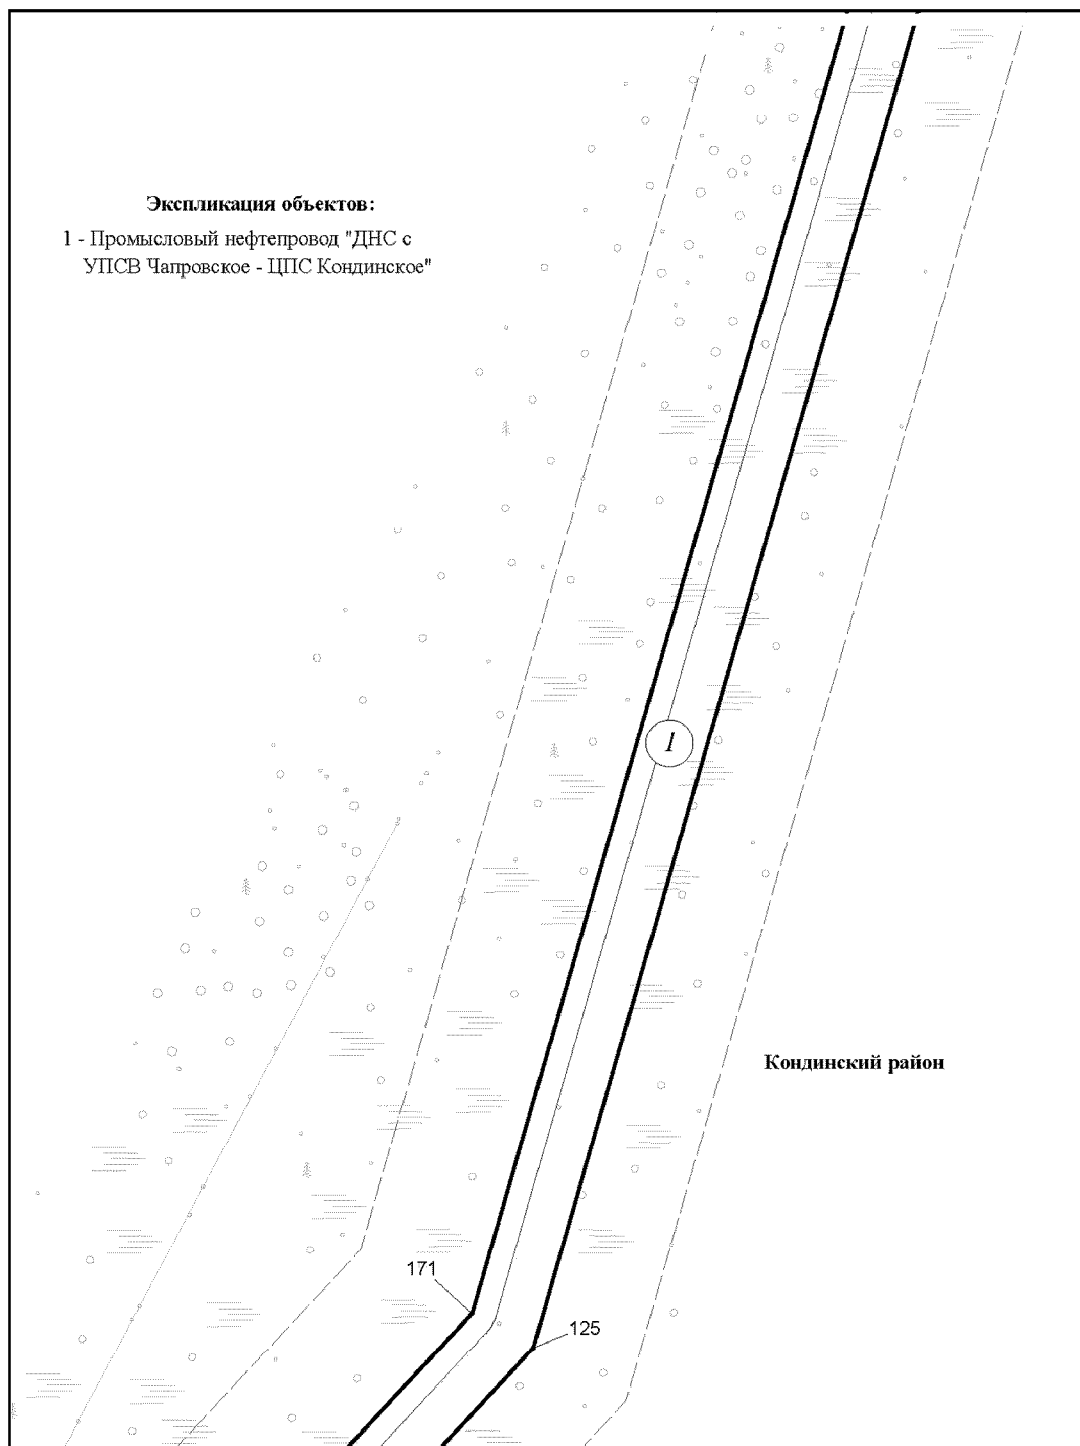 Экспликация объектов:
1 - Промысловый нефтепровод "ДНС с
УПСВ Чапровское - ЦПС Кондинское"
1
Кондинский район
171
125